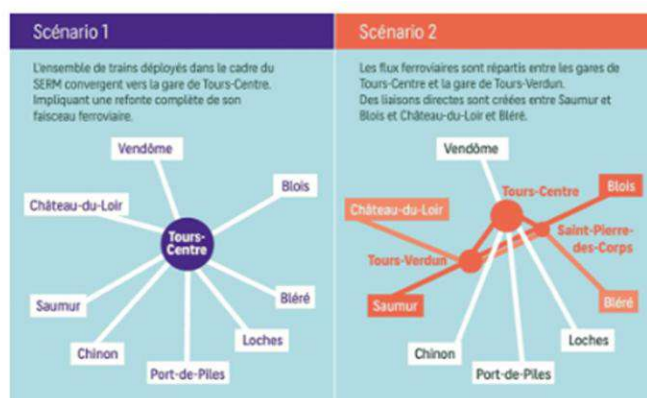 Scénario 1
L'ensemble de trains déployés dans le cadre du
SERM convergent vers la gare de Tours-Centre.
Impliquant une refonte complète de son
faisceau ferroviaire.
Vendôme
Blois
Château-du-Loir
Tours-
Centre
Saumur
Bléré
Chinon
Loches
Port-de-Piles
Scénario 2
Les flux ferroviaires sont répartis entre les gares de
Tours-Centre et la gare de Tours-Verdun.
Des liaisons directes sont créées entre Saumur et
Blois et Château-du-Loir et Bléré.
Vendôme
Tours-Centre
Blois
Château-du-Loir
Saint-Pierre-
des-Corps
Tours-Verdun
Saumur
Bléré
Chinon
Loches
Port-de-Piles